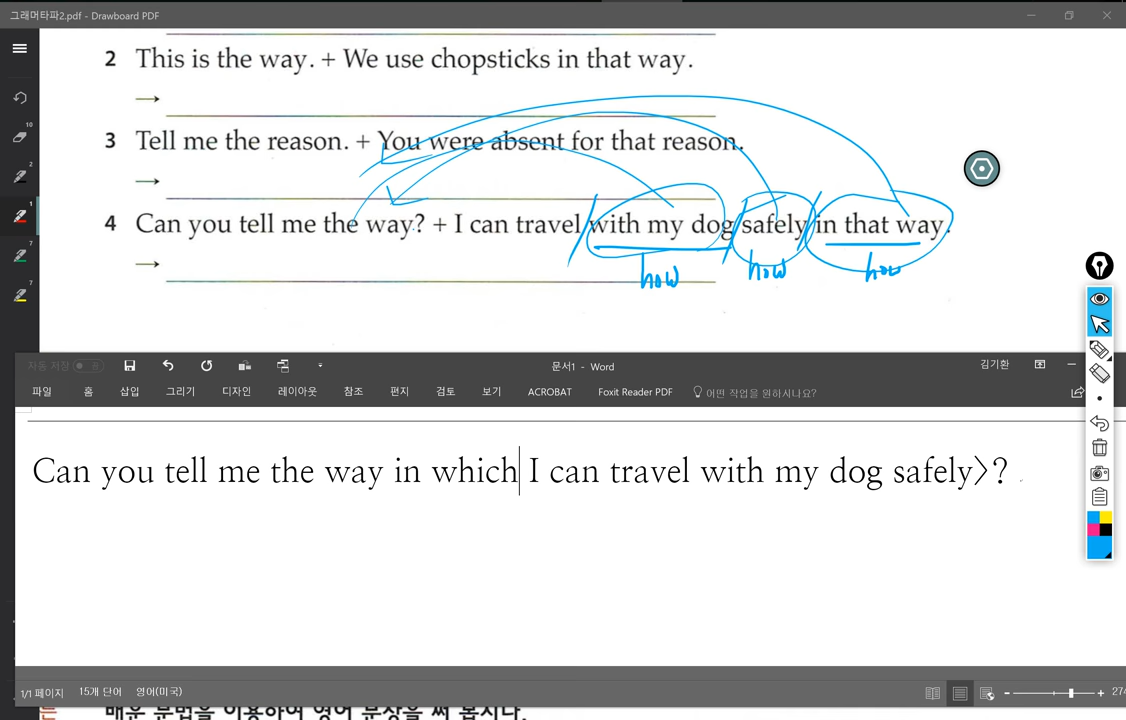 그래머타파2.pdf - Drawboard PDF
2 This is the way. + We use chopsticks in that way.
→
3 Tell me the reason. + You were absent for that reason.
→
4 Can you tell me the way? + I can travel with my dog safely in that way.
→
how how how
10
2
1
7
7
자동 저장
문서1 - Word
김기환
파일 홈 삽입 그리기 디자인 레이아웃 참조 편지 검토 보기 ACROBAT Foxit Reader PDF 어떤 작업을 원하시나요?
Can you tell me the way in which I can travel with my dog safely〉?
1/1 페이지 15개 단어 영어(미국)
- + 274
배운 문법을 이용하여 영어 문장을 써 봅시다.